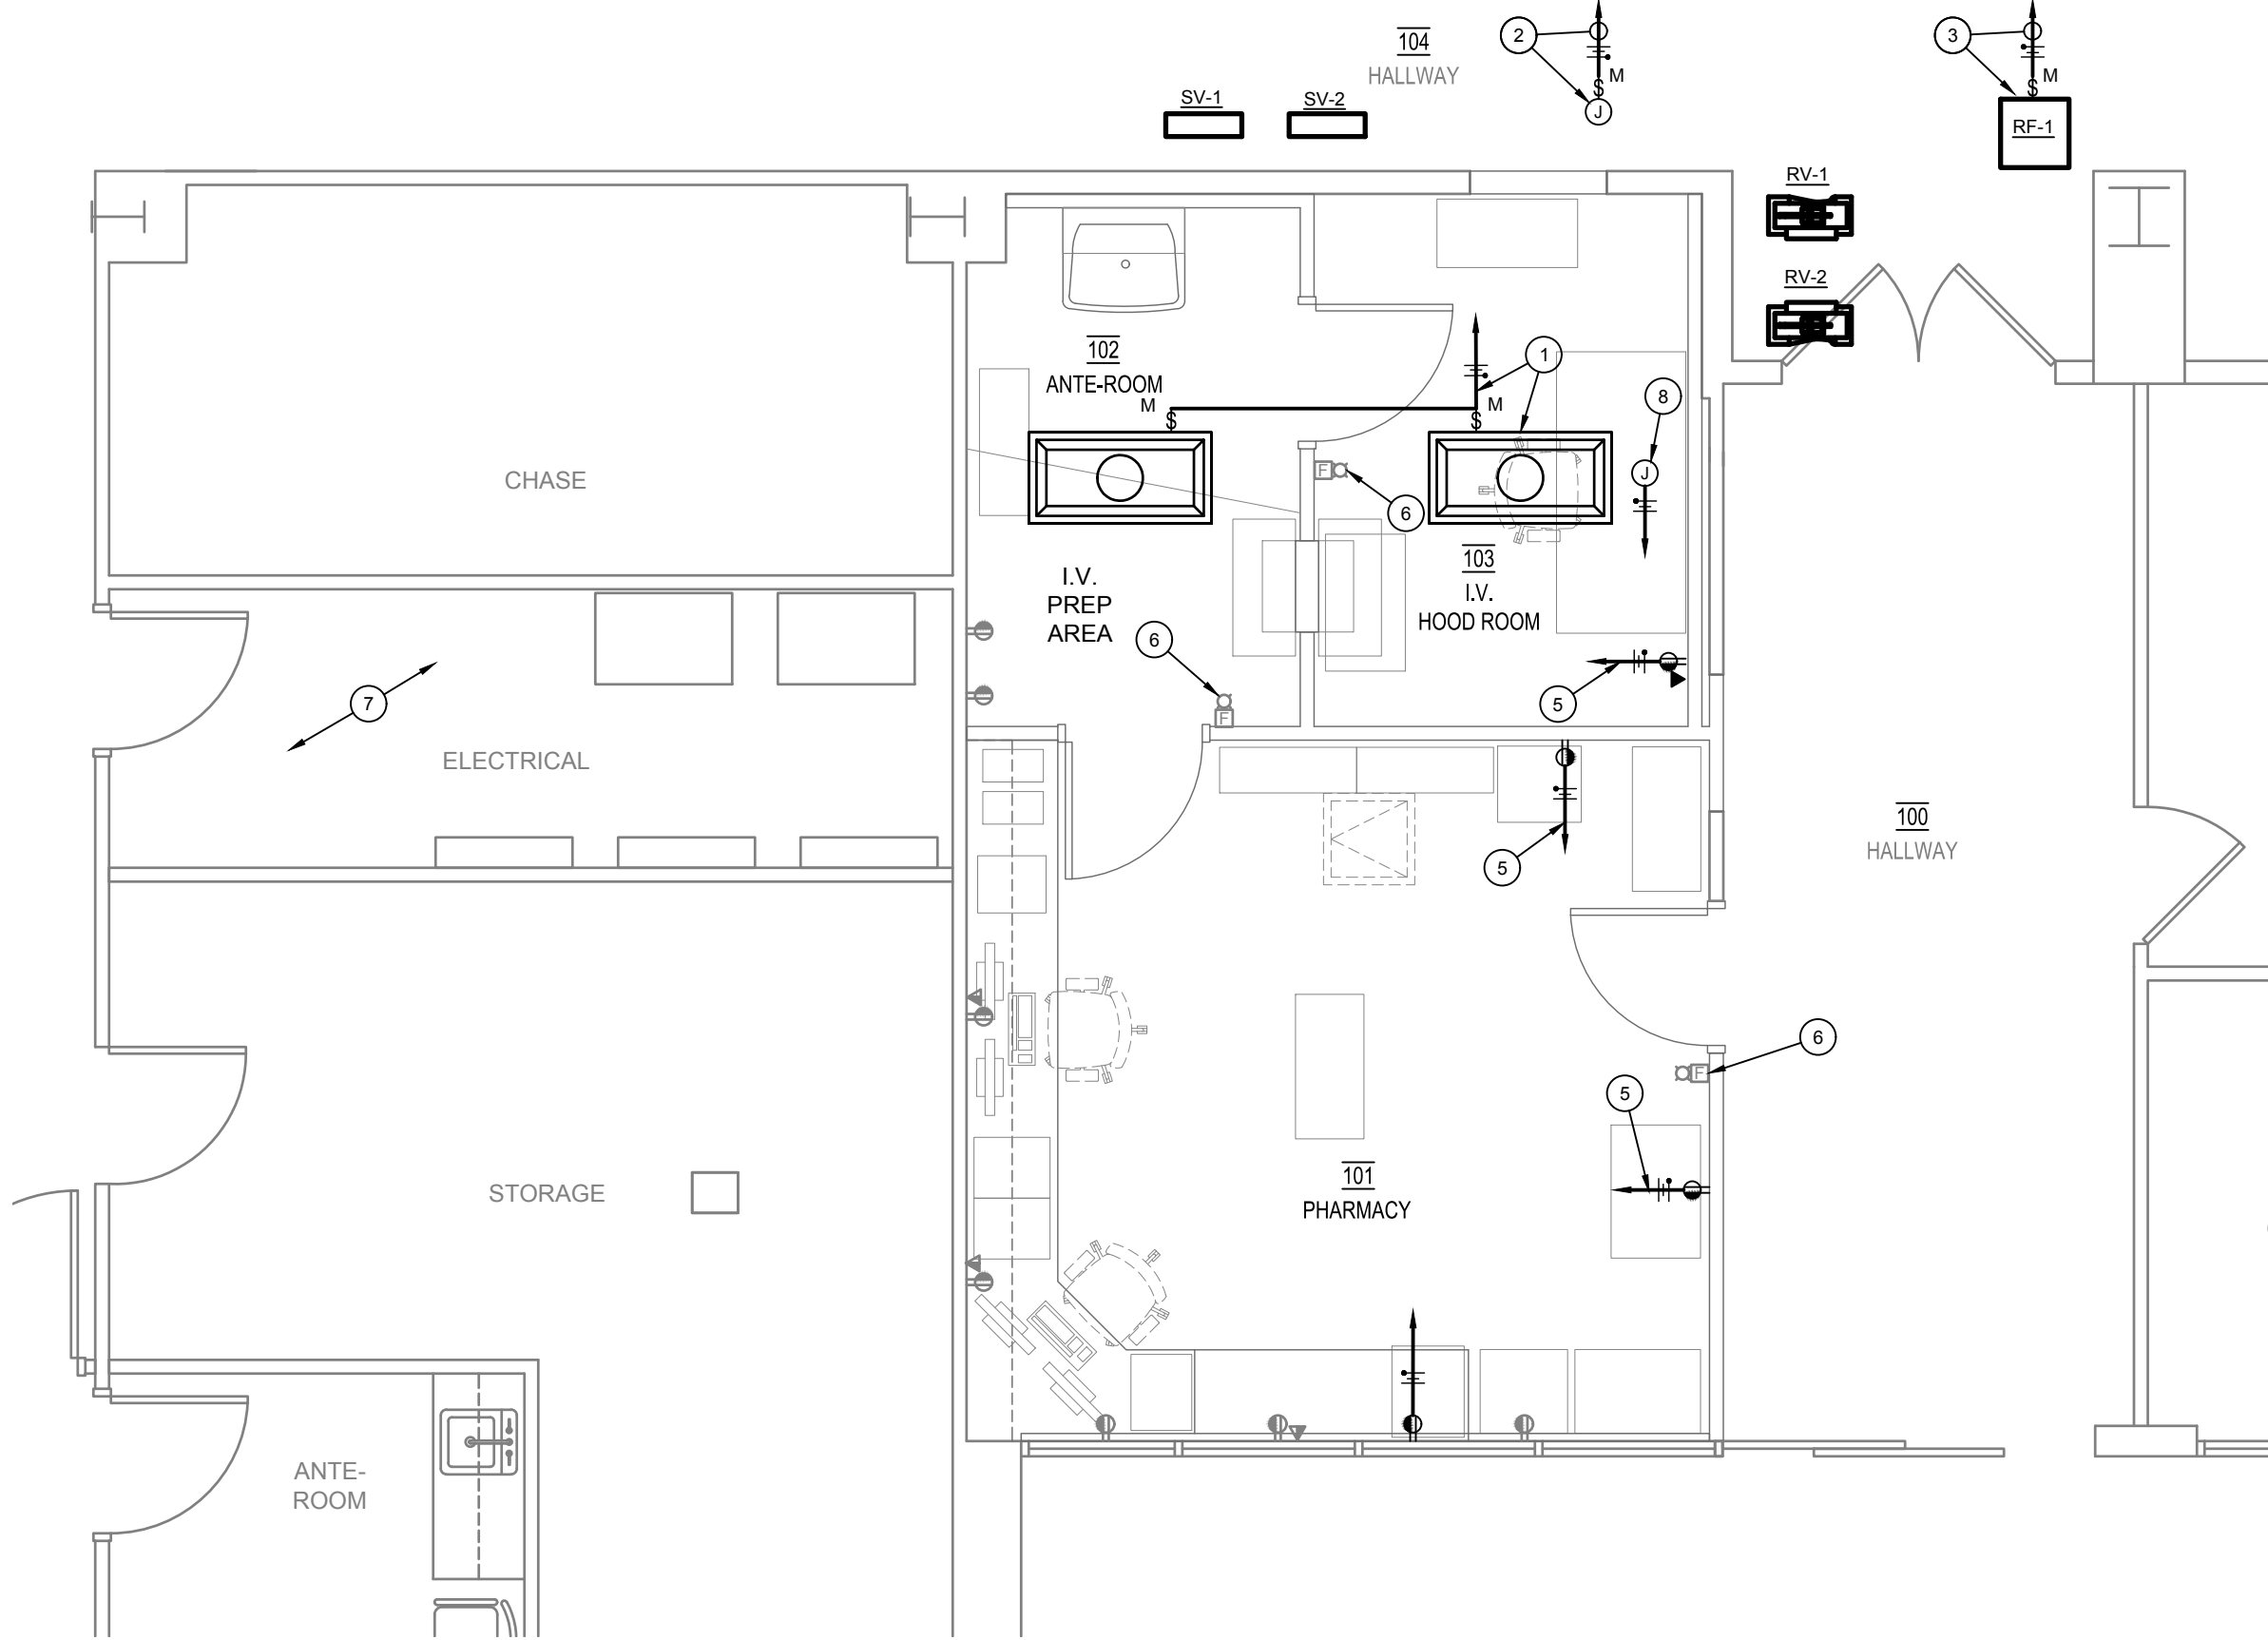 104
HALLWAY
2
M
S
J
3
M
S
RF-1
SV-1
SV-2
RV-1
RV-2
102
ANTE-ROOM
M
S
1
M
S
8
J
CHASE
F
6
103
I.V.
HOOD ROOM
I.V.
PREP
AREA
6
F
5
7
ELECTRICAL
5
100
HALLWAY
6
F
5
STORAGE
101
PHARMACY
ANTE-
ROOM